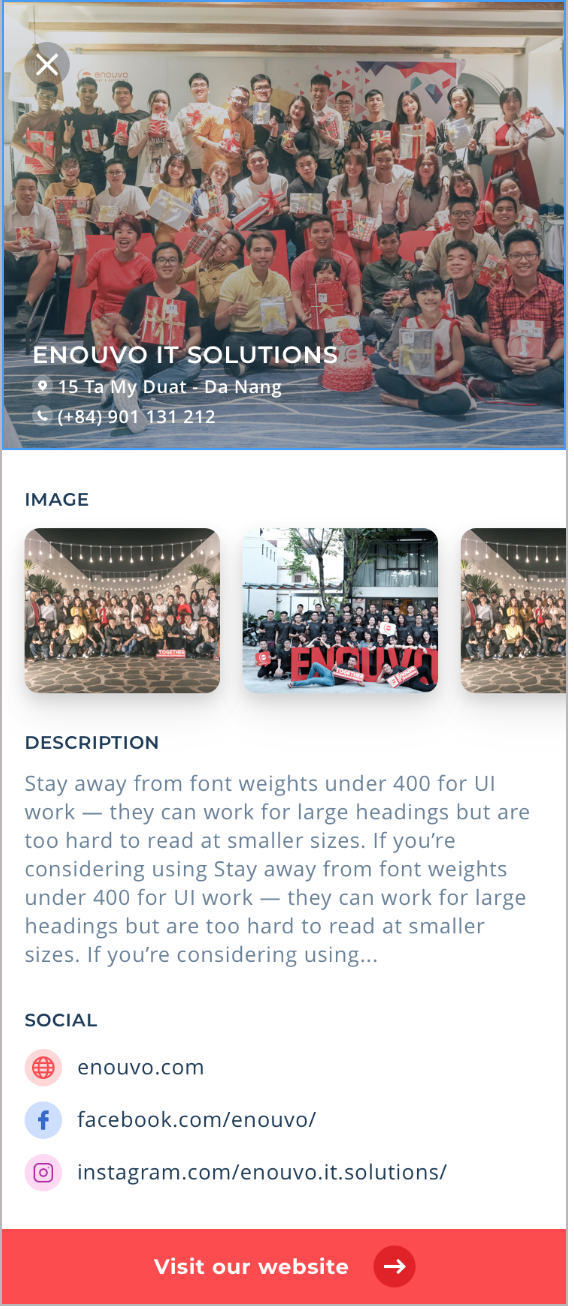 enouvo
ENOUVO IT SOLUTIONS
15 Ta My Duat - Da Nang
(+84) 901 131 212
IMAGE
TOGETHER
ENOUVO
TOGETHER
DESCRIPTION
Stay away from font weights under 400 for UI
work — they can work for large headings but are
too hard to read at smaller sizes. If you’re
considering using Stay away from font weights
under 400 for UI work — they can work for large
headings but are too hard to read at smaller
sizes. If you’re considering using...
SOCIAL
enouvo.com
facebook.com/enouvo/
instagram.com/enouvo.it.solutions/
Visit our website